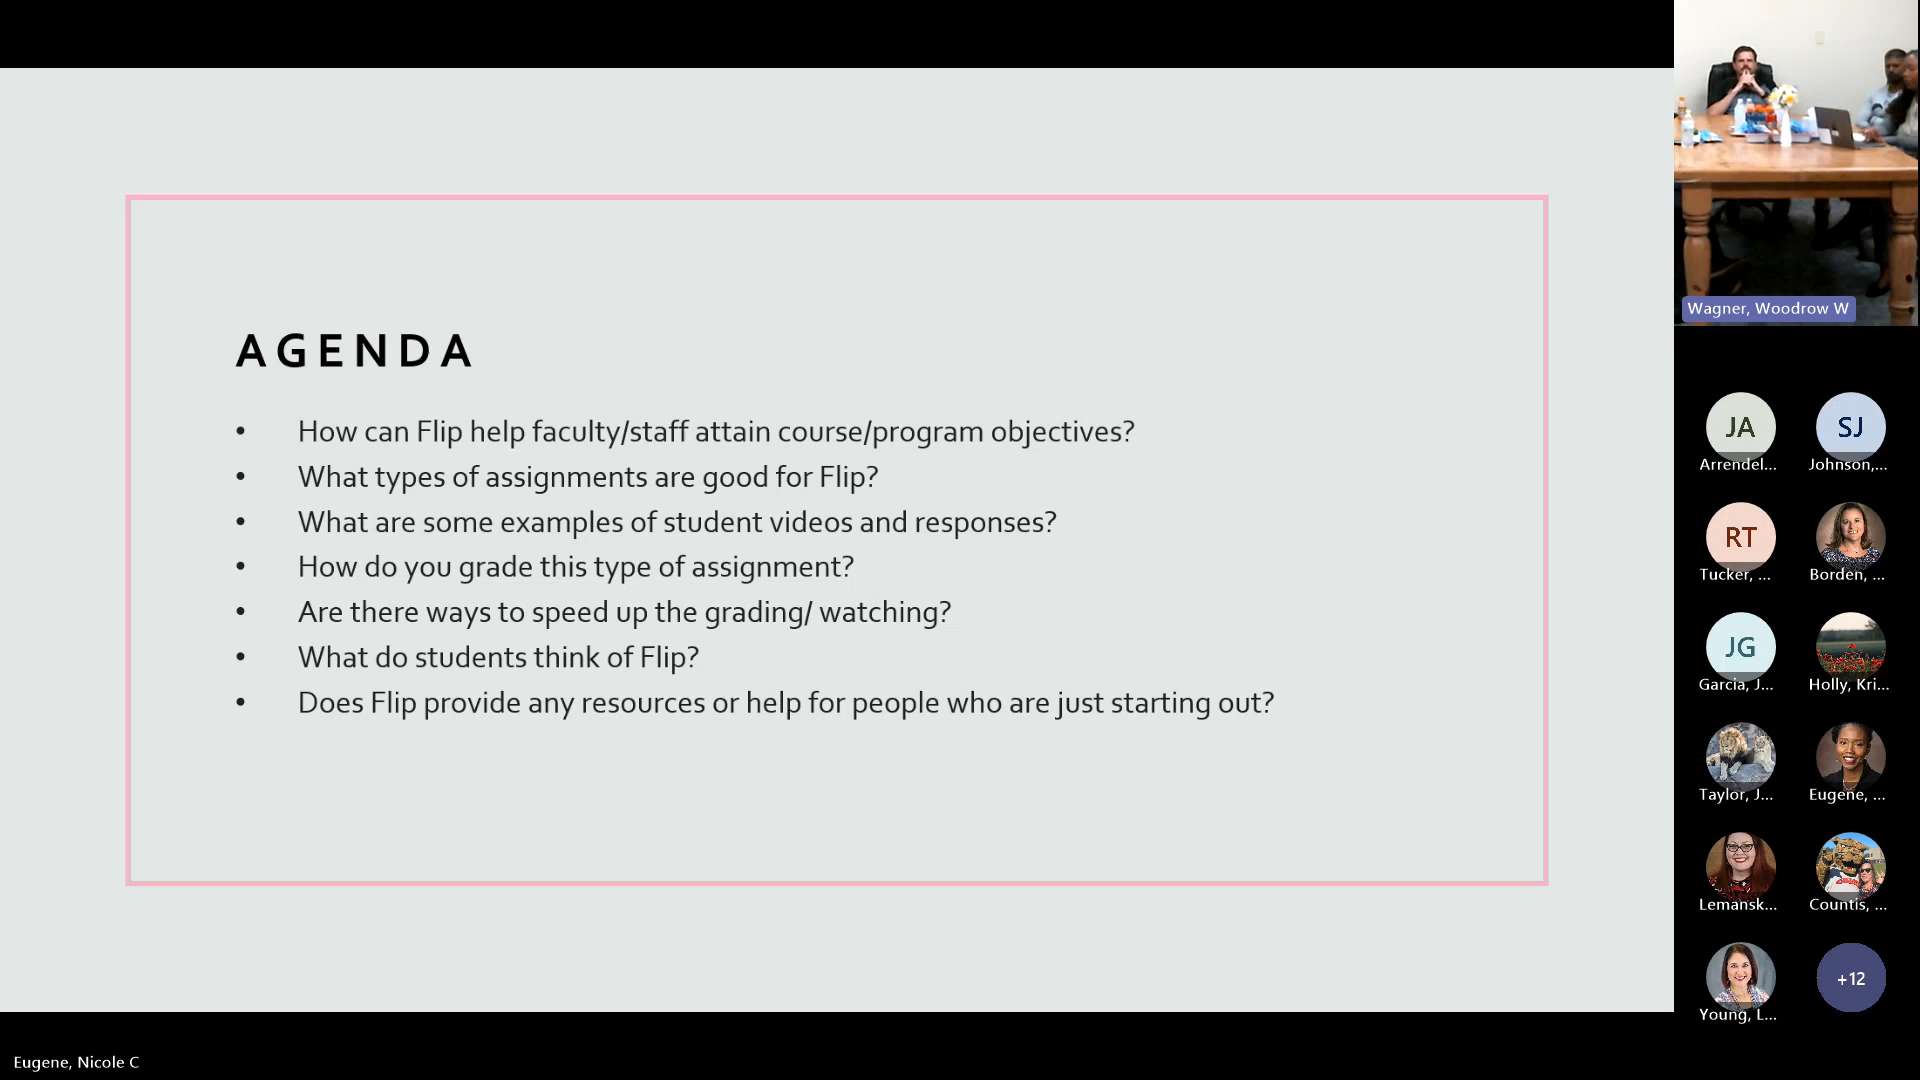 AGENDA
• How can Flip help faculty/staff attain course/program objectives?
• What types of assignments are good for Flip?
• What are some examples of student videos and responses?
• How do you grade this type of assignment?
• Are there ways to speed up the grading/ watching?
• What do students think of Flip?
• Does Flip provide any resources or help for people who are just starting out?
Wagner, Woodrow W
JA SJ
Arrendel... Johnson,...
RT
Tucker, ... Borden, ...
JG
Garcia, J... Holly, Kri...
Taylor, J... Eugene, ...
Lemansk... Countis, ...
+12
Young, L...
Eugene, Nicole C